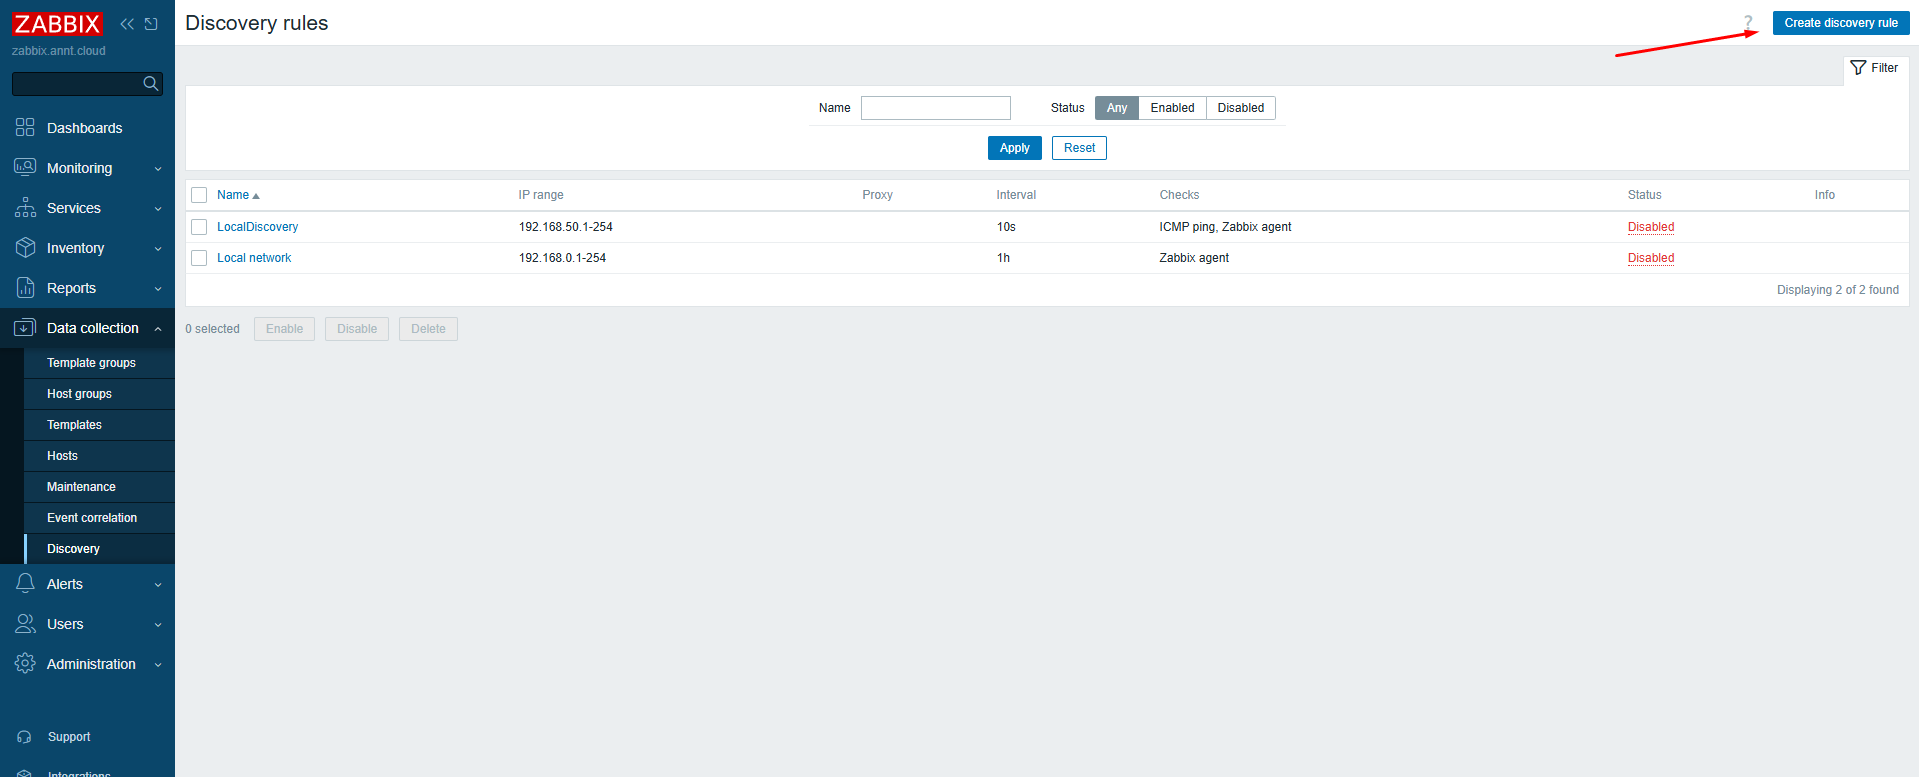 ZABBIX
zabbix.annt.cloud
Dashboards
Monitoring
Services
Inventory
Reports
Data collection
Template groups
Host groups
Templates
Hosts
Maintenance
Event correlation
Discovery
Alerts
Users
Administration
Support
Integrations
Discovery rules
? Create discovery rule
Filter
Name Status Any Enabled Disabled
Apply Reset
Name IP range Proxy Interval Checks Status Info
LocalDiscovery 192.168.50.1-254 10s ICMP ping, Zabbix agent Disabled
Local network 192.168.0.1-254 1h Zabbix agent Disabled
Displaying 2 of 2 found
0 selected Enable Disable Delete